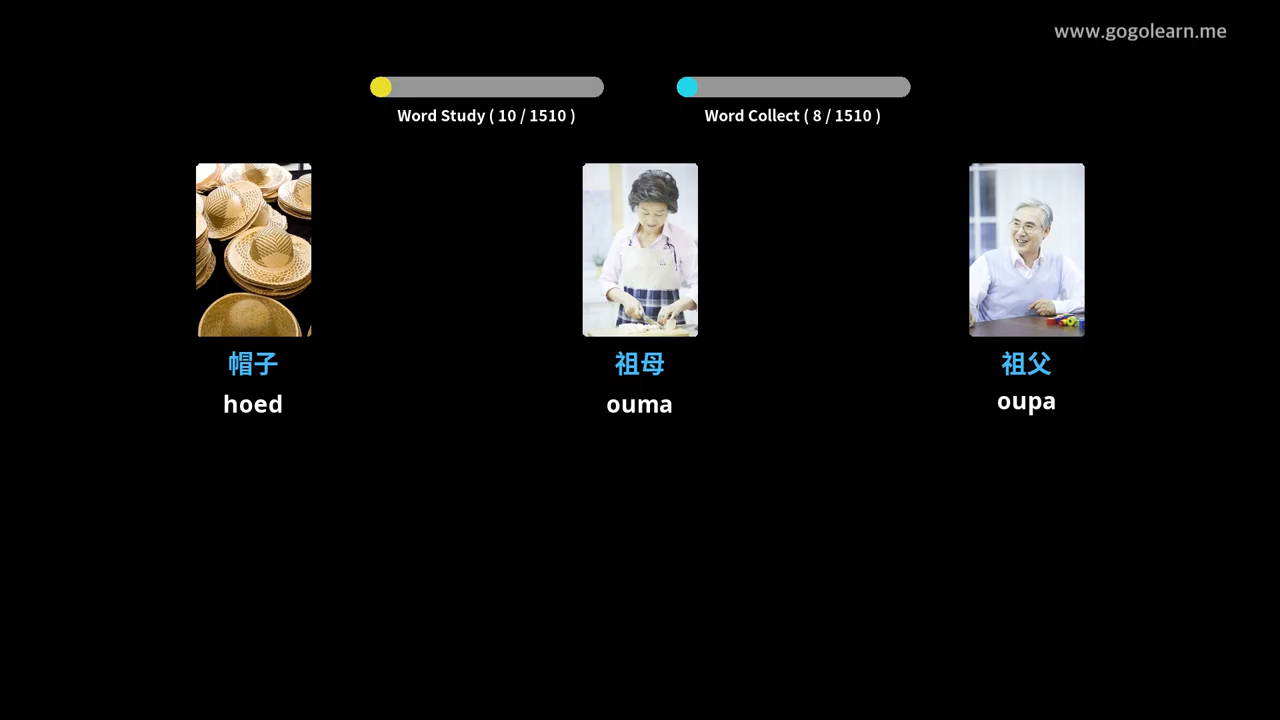 www.gogolearn.me
Word Study ( 10 / 1510 )
Word Collect ( 8 / 1510 )
帽子
祖母
祖父
hoed
ouma
oupa